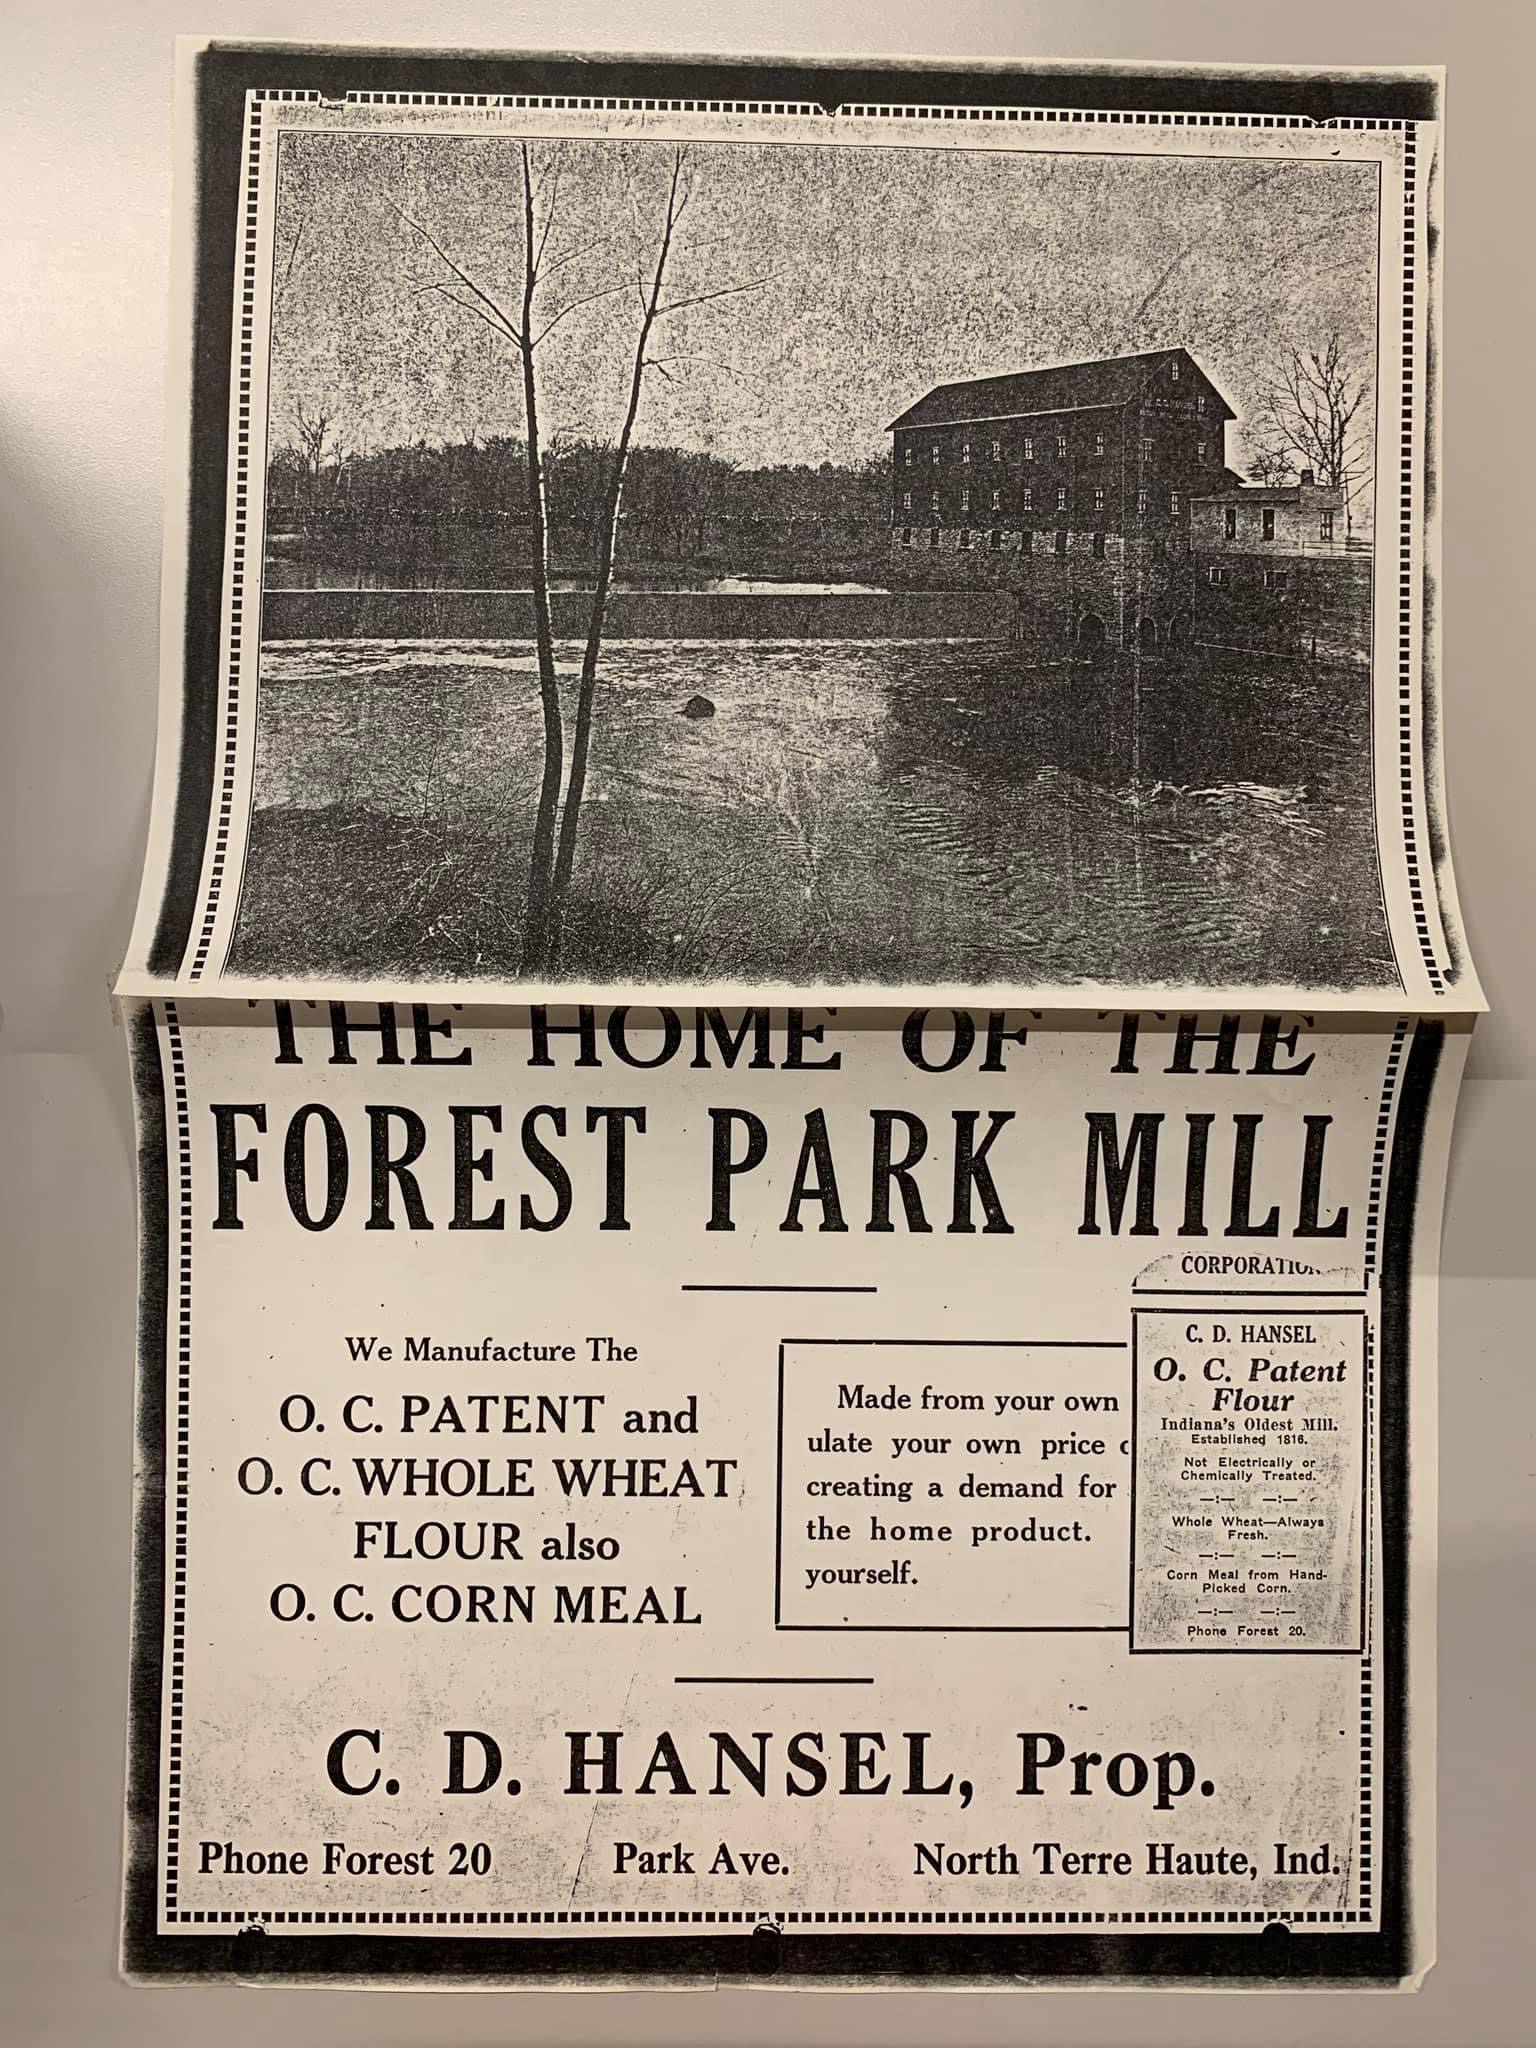 THE HOME OF THE
FOREST PARK MILL
We Manufacture The
O. C. PATENT and
O. C. WHOLE WHEAT
FLOUR also
O. C. CORN MEAL
Made from your own
ulate your own price
creating a demand for
the home product.
yourself.
CORPORATION
C. D. HANSEL
O. C. Patent
Flour
Indiana's Oldest Mill.
Established 1816.
Not Electrically or
Chemically Treated.
—:— —:—
Whole Wheat—Always
Fresh.
—:— —:—
Corn Meal from Hand-
Picked Corn.
—:— —:—
Phone Forest 20.
C. D. HANSEL, Prop.
Phone Forest 20 Park Ave. North Terre Haute, Ind.